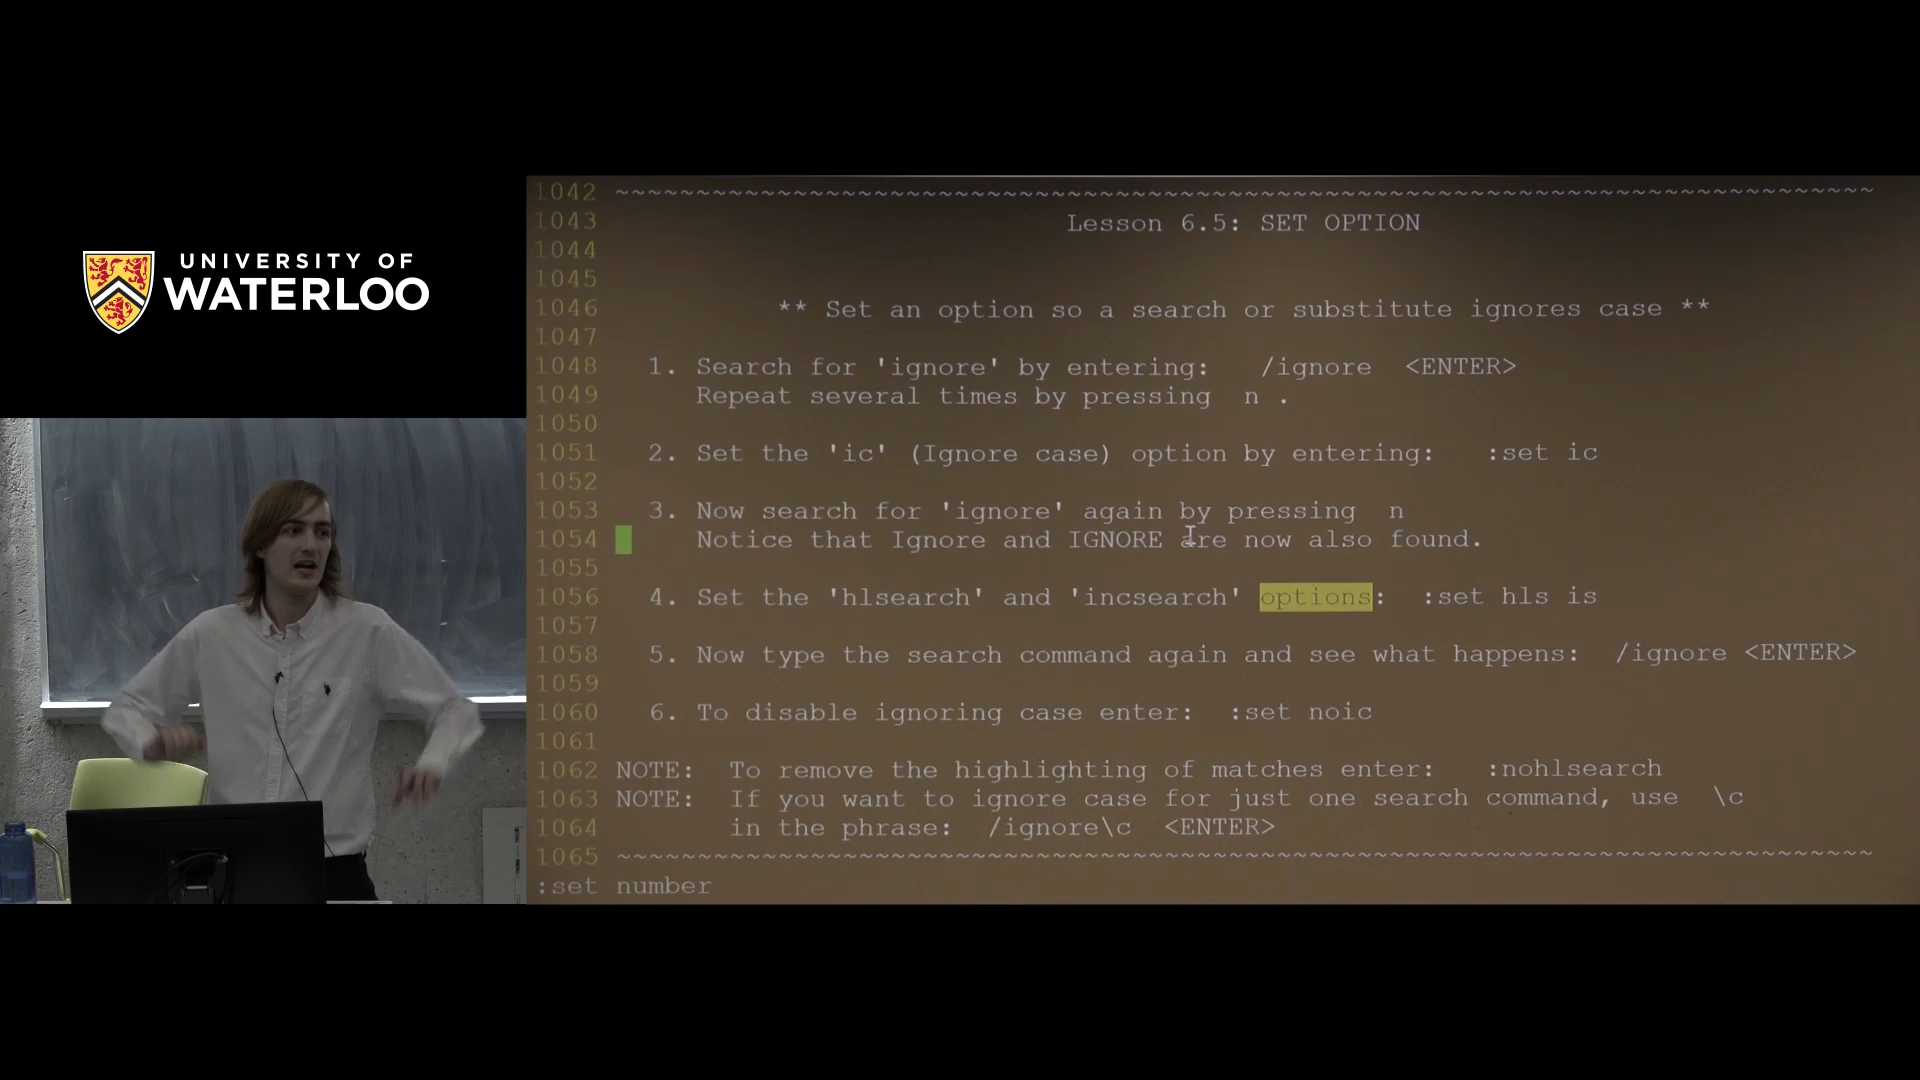 UNIVERSITY OF
WATERLOO
1042 ~~~~~~~~~~~~~~~~~~~~~~~~~~~~~~~~~~~~~~~~~~~~~~~~~~~~~~~~~~~~~~~~~~~~~~~~~~~~~~
1043 Lesson 6.5: SET OPTION
1044
1045
1046 ** Set an option so a search or substitute ignores case **
1047
1048 1. Search for 'ignore' by entering: /ignore <ENTER>
1049 Repeat several times by pressing n .
1050
1051 2. Set the 'ic' (Ignore case) option by entering: :set ic
1052
1053 3. Now search for 'ignore' again by pressing n
1054 Notice that Ignore and IGNORE are now also found.
1055
1056 4. Set the 'hlsearch' and 'incsearch' options: :set hls is
1057
1058 5. Now type the search command again and see what happens: /ignore <ENTER>
1059
1060 6. To disable ignoring case enter: :set noic
1061
1062 NOTE: To remove the highlighting of matches enter: :nohlsearch
1063 NOTE: If you want to ignore case for just one search command, use \c
1064 in the phrase: /ignore\c <ENTER>
1065 ~~~~~~~~~~~~~~~~~~~~~~~~~~~~~~~~~~~~~~~~~~~~~~~~~~~~~~~~~~~~~~~~~~~~~~~~~~~~~~
:set number